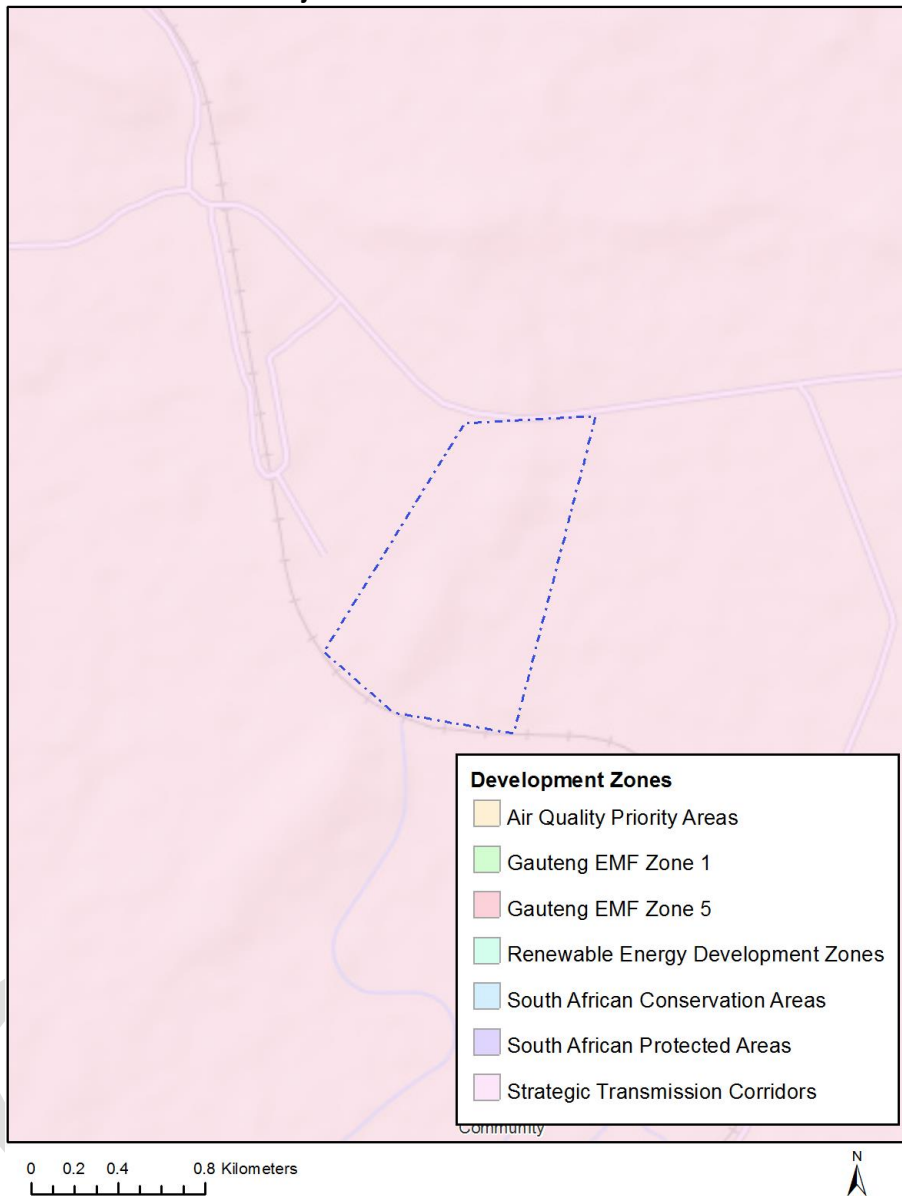 Development Zones
Air Quality Priority Areas
Gauteng EMF Zone 1
Gauteng EMF Zone 5
Renewable Energy Development Zones
South African Conservation Areas
South African Protected Areas
Strategic Transmission Corridors
Community
0 0.2 0.4 0.8 Kilometers
N